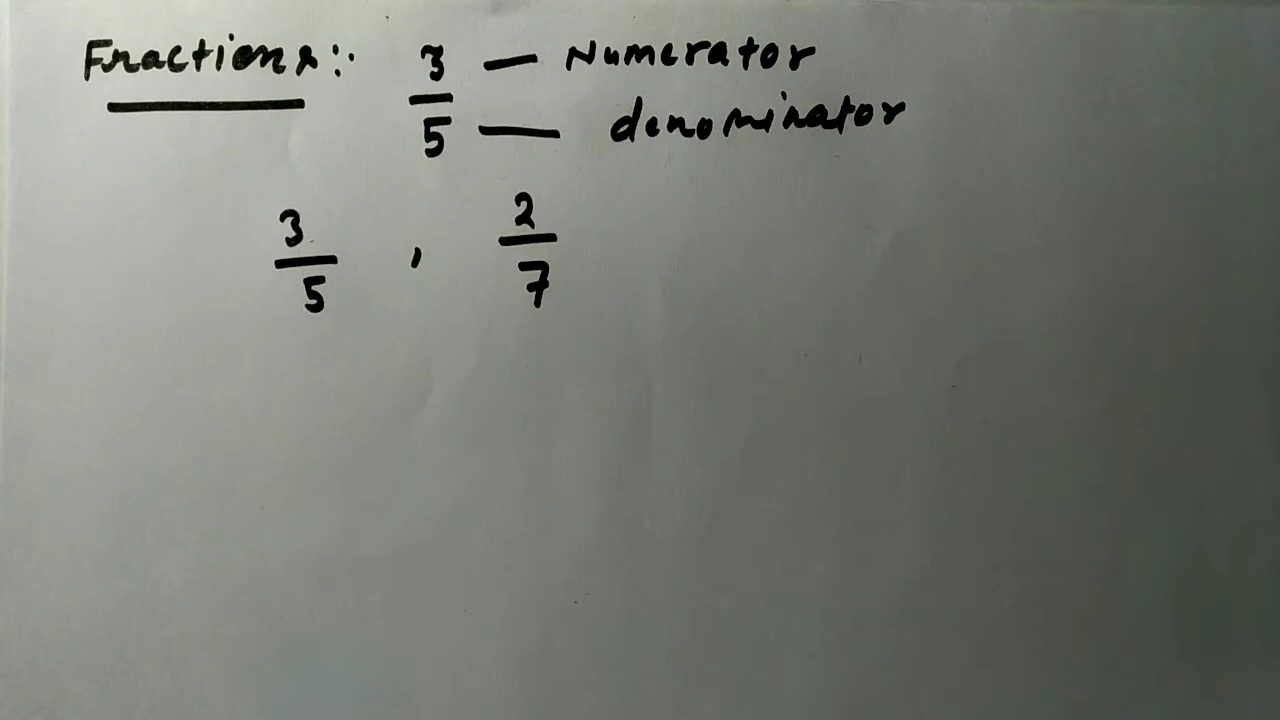 Fractions:· 3/5 — Numerator — denominator
3/5 , 2/7